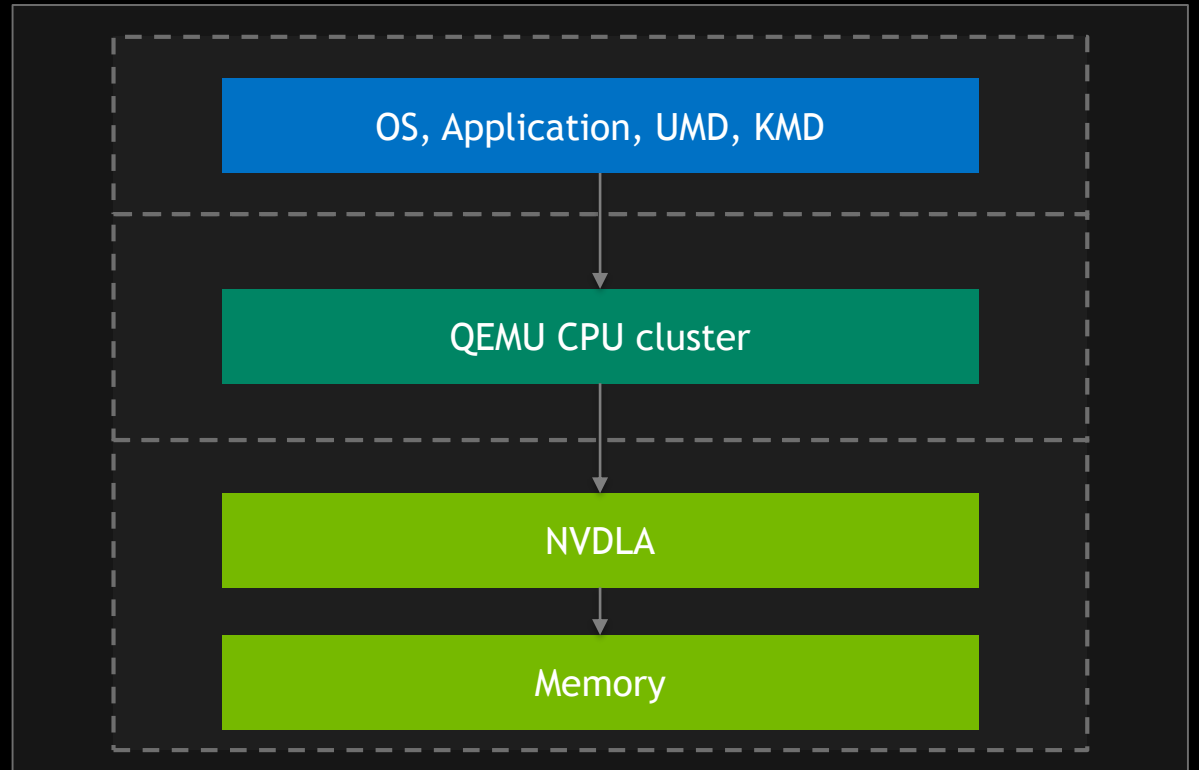 OS, Application, UMD, KMD
QEMU CPU cluster
NVDLA
Memory